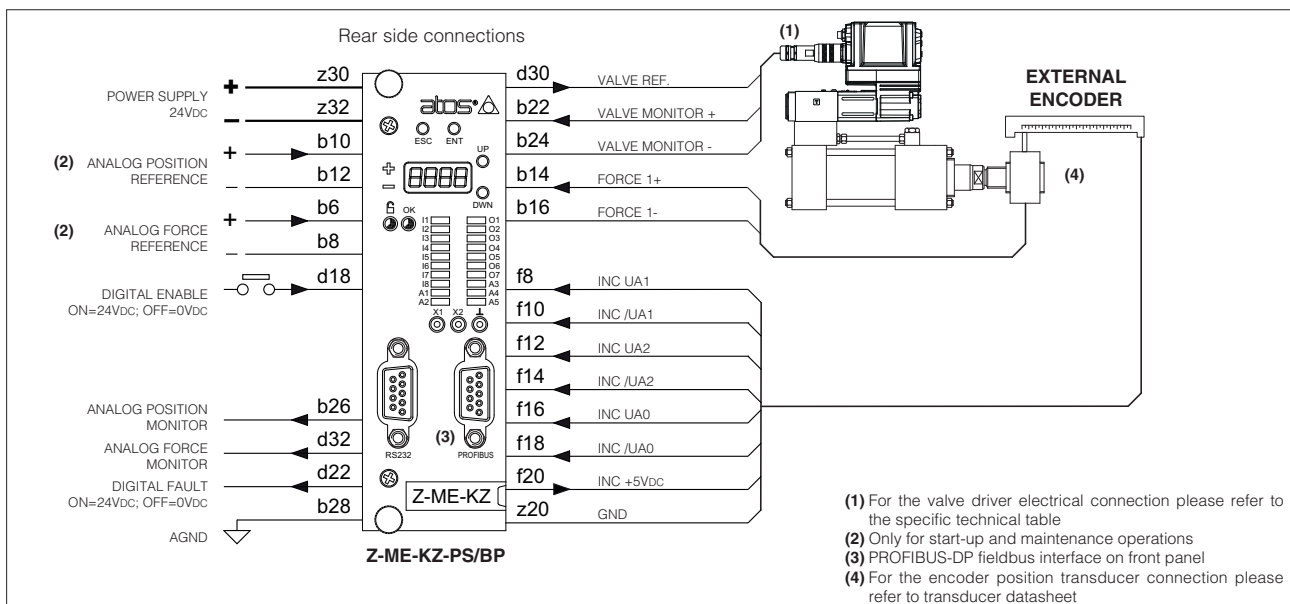 Rear side connections
POWER SUPPLY
24VDC
+
z30
−
z32
(2) ANALOG POSITION
REFERENCE
+
b10
−
b12
(2) ANALOG FORCE
REFERENCE
+
b6
−
b8
d18
DIGITAL ENABLE
ON=24VDC; OFF=0VDC
ANALOG POSITION
MONITOR
b26
ANALOG FORCE
MONITOR
d32
DIGITAL FAULT
ON=24VDC; OFF=0VDC
d22
b28
AGND
atos®
ESC ENT
UP
+
−
8888
DWN
OK
I1 O1
I2 O2
I3 O3
I4 O4
I5 O5
I6 O6
I7 O7
I8 A3
A1 A4
A2 A5
X1 X2 ⊥
(3)
RS232 PROFIBUS
Z-ME-KZ
Z-ME-KZ-PS/BP
d30 VALVE REF.
b22 VALVE MONITOR +
b24 VALVE MONITOR -
b14 FORCE 1+
b16 FORCE 1-
f8 INC UA1
f10 INC /UA1
f12 INC UA2
f14 INC /UA2
f16 INC UA0
f18 INC /UA0
f20 INC +5VDC
z20 GND
(1)
T
EXTERNAL
ENCODER
(4)
(1) For the valve driver electrical connection please refer to
the specific technical table
(2) Only for start-up and maintenance operations
(3) PROFIBUS-DP fieldbus interface on front panel
(4) For the encoder position transducer connection please
refer to transducer datasheet